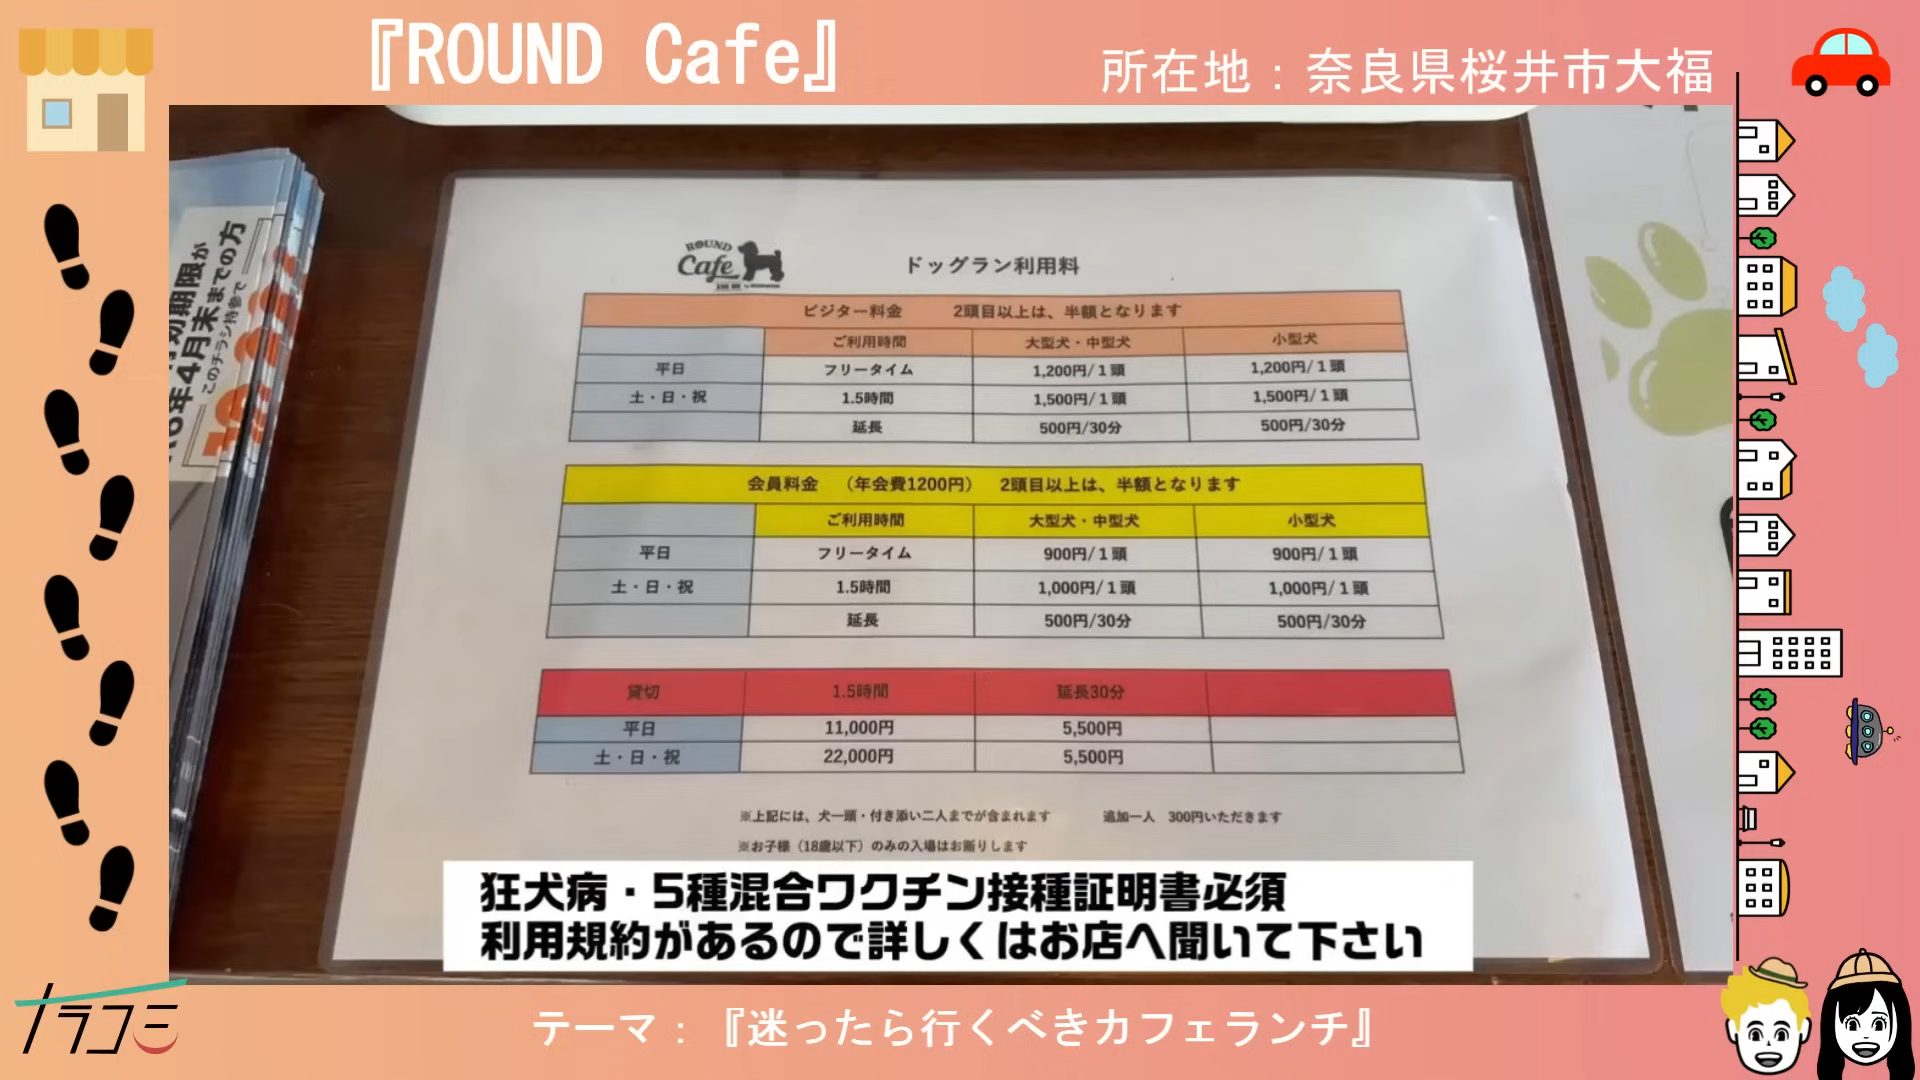 『ROUND Cafe』
所在地：奈良県桜井市大福
効期限が
R6年4月末までの方
このチラシ持参で
ROUND
Cafe
ドッグラン利用料
ビジター料金 2頭目以上は、半額となります
ご利用時間 大型犬・中型犬 小型犬
平日 フリータイム 1,200円/１頭 1,200円/１頭
土・日・祝 1.5時間 1,500円/１頭 1,500円/１頭
延長 500円/30分 500円/30分
会員料金 （年会費1200円） 2頭目以上は、半額となります
ご利用時間 大型犬・中型犬 小型犬
平日 フリータイム 900円/１頭 900円/１頭
土・日・祝 1.5時間 1,000円/１頭 1,000円/１頭
延長 500円/30分 500円/30分
貸切 1.5時間 延長30分
平日 11,000円 5,500円
土・日・祝 22,000円 5,500円
※上記には、犬一頭・付き添い二人までが含まれます 追加一人 300円いただきます
※お子様（18歳以下）のみの入場はお断りします
狂犬病・5種混合ワクチン接種証明書必須
利用規約があるので詳しくはお店へ聞いて下さい
ナラコミ
テーマ：『迷ったら行くべきカフェランチ』